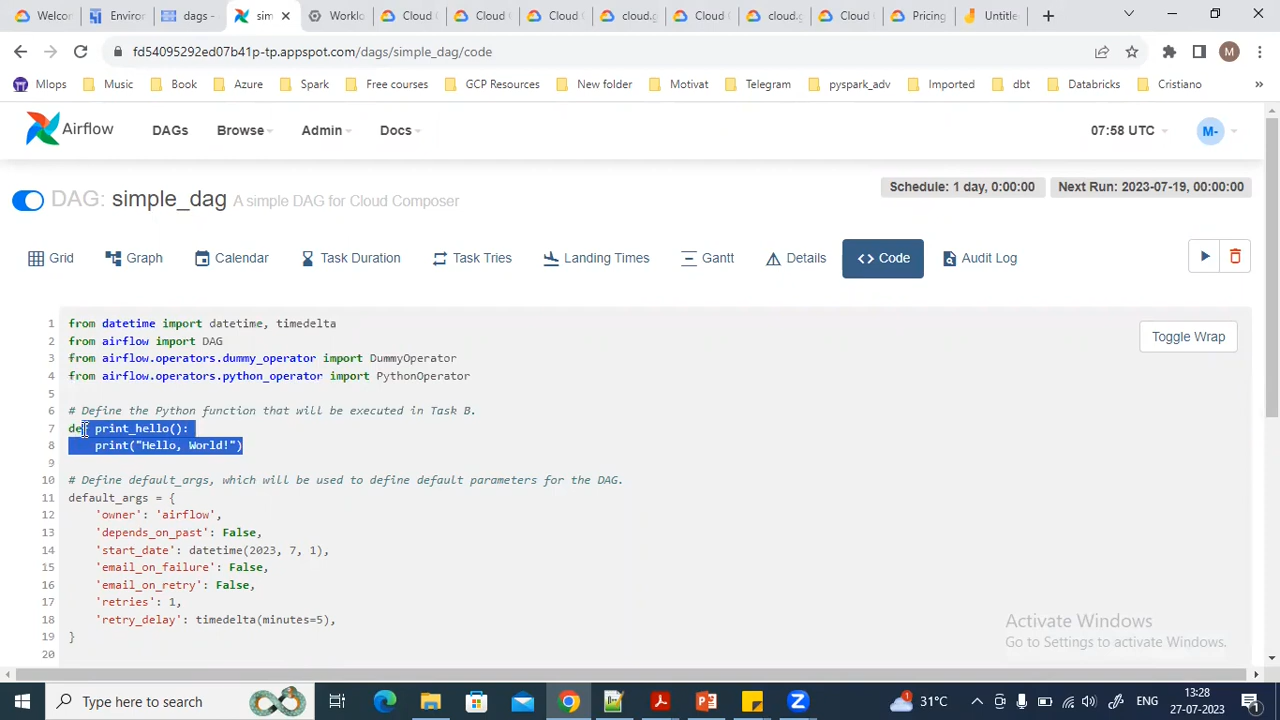 Welcon
Enviror
dags -
sim
Worklo
Cloud C
Cloud C
Cloud C
cloud.g
Cloud C
cloud.g
Cloud
Pricing
Untitle
fd54095292ed07b41p-tp.appspot.com/dags/simple_dag/code
M
Mlops
Music
Book
Azure
Spark
Free courses
GCP Resources
New folder
Motivat
Telegram
pyspark_adv
Imported
dbt
Databricks
Cristiano
»
Airflow
DAGs
Browse
Admin
Docs
07:58 UTC
M-
DAG: simple_dag A simple DAG for Cloud Composer
Schedule: 1 day, 0:00:00
Next Run: 2023-07-19, 00:00:00
Grid
Graph
Calendar
Task Duration
Task Tries
Landing Times
Gantt
Details
<> Code
Audit Log
Toggle Wrap
1 from datetime import datetime, timedelta
2 from airflow import DAG
3 from airflow.operators.dummy_operator import DummyOperator
4 from airflow.operators.python_operator import PythonOperator
5
6 # Define the Python function that will be executed in Task B.
7 def print_hello():
8 print("Hello, World!")
9
10 # Define default_args, which will be used to define default parameters for the DAG.
11 default_args = {
12 'owner': 'airflow',
13 'depends_on_past': False,
14 'start_date': datetime(2023, 7, 1),
15 'email_on_failure': False,
16 'email_on_retry': False,
17 'retries': 1,
18 'retry_delay': timedelta(minutes=5),
19 }
20
Activate Windows
Go to Settings to activate Windows.
Type here to search
1
31°C
ENG
13:28
27-07-2023
1